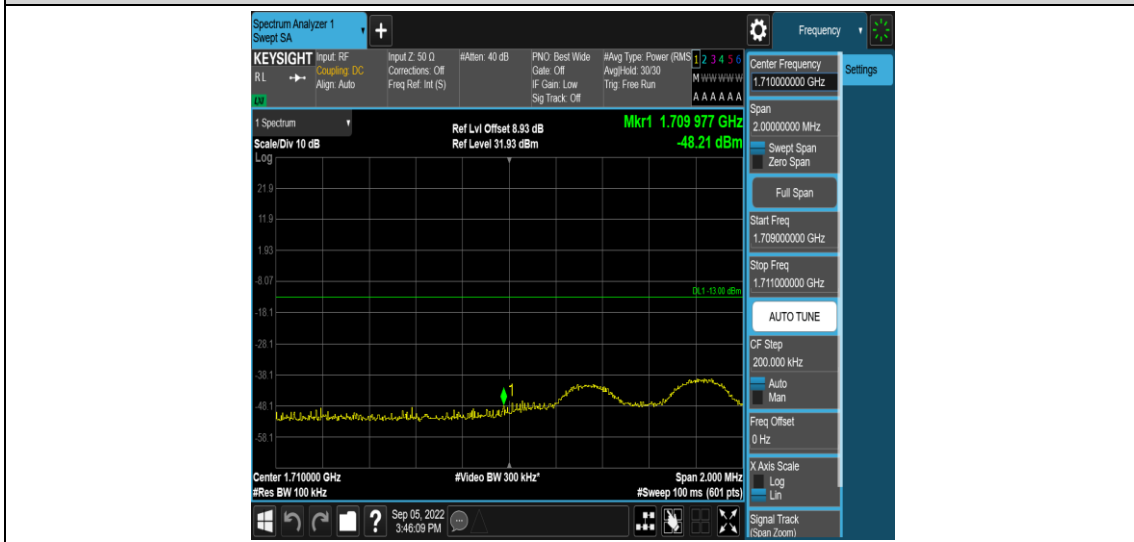 Spectrum Analyzer 1
Swept SA
+
Frequency
KEYSIGHT
RL
LXI
Input: RF
Coupling: DC
Align: Auto
Input Z: 50 Ω
Corrections: Off
Freq Ref: Int (S)
#Atten: 40 dB
PNO: Best Wide
Gate: Off
IF Gain: Low
Sig Track: Off
#Avg Type: Power (RMS
Avg|Hold: 30/30
Trig: Free Run
1 2 3 4 5 6
M W W W W W
A A A A A A
Center Frequency
1.710000000 GHz
Settings
1 Spectrum
Scale/Div 10 dB
Ref Lvl Offset 8.93 dB
Ref Level 31.93 dBm
Mkr1 1.709 977 GHz
-48.21 dBm
Span
2.00000000 MHz
Swept Span
Zero Span
Full Span
Start Freq
1.709000000 GHz
Stop Freq
1.711000000 GHz
AUTO TUNE
CF Step
200.000 kHz
Auto
Man
Freq Offset
0 Hz
X Axis Scale
Log
Lin
Signal Track
(Span Zoom)
Log
21.9
11.9
1.93
-8.07
DL1 -13.00 dBm
-18.1
-28.1
-38.1
1
-48.1
-58.1
Center 1.710000 GHz
#Video BW 300 kHz*
Span 2.000 MHz
#Res BW 100 kHz
#Sweep 100 ms (601 pts)
?
Sep 05, 2022
3:46:09 PM